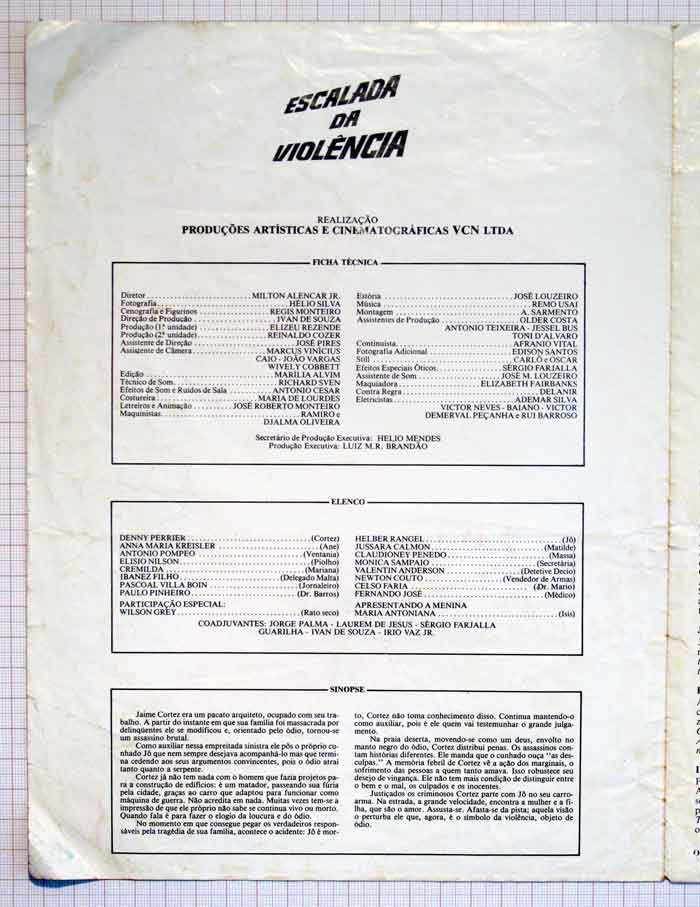 ESCALADA
DA
VIOLÊNCIA
REALIZAÇÃO
PRODUÇÕES ARTÍSTICAS E CINEMATOGRÁFICAS VCN LTDA
FICHA TÉCNICA
Diretor MILTON ALENCAR JR.
Fotografia HÉLIO SILVA
Cenografia e Figurinos REGIS MONTEIRO
Direção de Produção IVAN DE SOUZA
Produção (1ª unidade) ELIZEU REZENDE
Produção (2ª unidade) REINALDO COZER
Assistente de Direção JOSÉ PIRES
Assistente de Câmera MARCUS VINÍCIUS
CAIO - JOÃO VARGAS
WIVELY COBBETT
Edição MARÍLIA ALVIM
Técnico de Som RICHARD SVEN
Efeitos de Som e Ruídos de Sala ANTONIO CESAR
Costureira MARIA DE LOURDES
Letreiros e Animação JOSÉ ROBERTO MONTEIRO
Maquinistas RAMIRO e
DJALMA OLIVEIRA
Estória JOSÉ LOUZEIRO
Música REMO USAI
Montagem A. SARMENTO
Assistentes de Produção OLDER COSTA
ANTONIO TEIXEIRA - JESSEL BUS
TONI D'ALVARO
Continuista AFRANIO VITAL
Fotografia Adicional EDISON SANTOS
Still CARLÔ e OSCAR
Efeitos Especiais Óticos SÉRGIO FARJALLA
Assistente de Som JOSÉ M. LOUZEIRO
Maquiadora ELIZABETH FAIRBANKS
Contra Regra DELANIR
Eletricistas ADEMAR SILVA
VICTOR NEVES - BAIANO - VICTOR
DEMERVAL PEÇANHA e RUI BARROSO
Secretário de Produção Executiva: HELIO MENDES
Produção Executiva: LUIZ M.R. BRANDÃO
ELENCO
DENNY PERRIER (Cortez)
ANNA MARIA KREISLER (Ane)
ANTONIO POMPEO (Ventania)
ELISIO NILSON (Piolho)
CREMILDA (Mariana)
IBANEZ FILHO (Delegado Malta)
PASCOAL VILLA BOIN (Jornaleiro)
PAULO PINHEIRO (Dr. Barros)
PARTICIPAÇÃO ESPECIAL:
WILSON GREY (Rato seco)
HELBER RANGEL (Jô)
JUSSARA CALMON (Matilde)
CLAUDIONEY PENEDO (Massa)
MONICA SAMPAIO (Secretária)
VALENTIN ANDERSON (Detetive Decio)
NEWTON COUTO (Vendedor de Armas)
CELSO FARIA (Dr. Mario)
FERNANDO JOSÉ (Médico)
APRESENTANDO A MENINA
MARIA ANTONIANA (Isis)
COADJUVANTES: JORGE PALMA - LAUREM DE JESUS - SÉRGIO FARJALLA
GUARILHA - IVAN DE SOUZA - IRIO VAZ JR.
SINOPSE
Jaime Cortez era um pacato arquiteto, ocupado com seu tra-
balho. A partir do instante em que sua família foi massacrada por
delinqüentes ele se modificou e, orientado pelo ódio, tornou-se
um assassino brutal.
Como auxiliar nessa empreitada sinistra ele pôs o próprio cu-
nhado Jô que nem sempre desejava acompanhá-lo mas que termi-
na cedendo aos seus argumentos convincentes, pois o ódio atrai
tanto quanto a serpente.
Cortez já não tem nada com o homem que fazia projetos pa-
ra a construção de edifícios: é um matador, passeando sua fúria
pela cidade, graças ao carro que adaptou para funcionar como
máquina de guerra. Não acredita em nada. Muitas vezes tem-se a
impressão de que ele próprio não sabe se continua vivo ou morto.
Quando fala é para fazer o elogio da loucura e do ódio.
No momento em que consegue pegar os verdadeiros respon-
sáveis pela tragédia de sua família, acontece o acidente: Jô é mor-
to, Cortez não toma conhecimento disso. Continua mantendo-o
como auxiliar, pois é ele quem vai testemunhar o grande julga-
mento.
Na praia deserta, movendo-se como um deus, envolto no
manto negro do ódio, Cortez distribui penas. Os assassinos con-
tam histórias diferentes. Ele manda que o cunhado ouça "as des-
culpas." A memória febril de Cortez vê a ação dos marginais, o
sofrimento das pessoas a quem tanto amava. Isso robustece seu
desejo de vingança. Ele não tem mais condição de distinguir entre
o bem e o mal, os culpados e os inocentes.
Justiçados os criminosos Cortez parte com Jô no seu carro-
arma. Na estrada, a grande velocidade, encontra a mulher e a fi-
lha, que são o amor. Assusta-se. Afasta-se da pista; aquela visão
o perturba ele que, agora, é o símbolo da violência, objeto de
ódio.